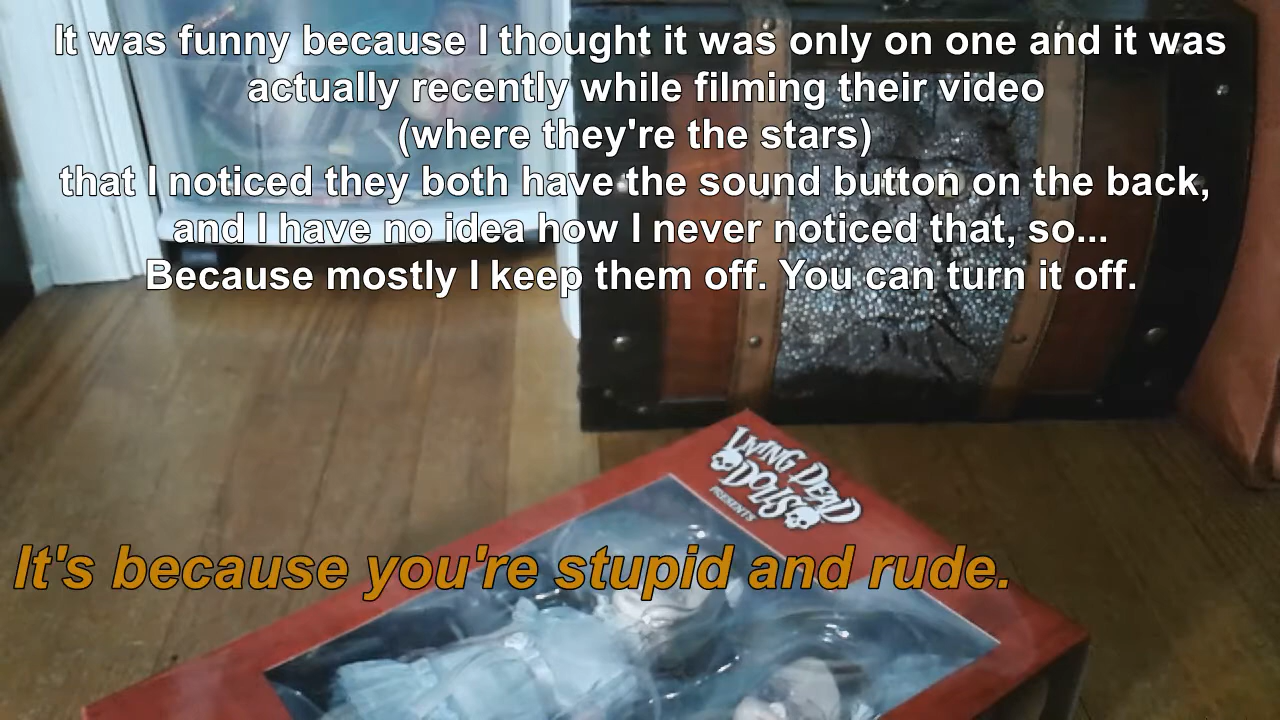 It was funny because I thought it was only on one and it was
actually recently while filming their video
(where they're the stars)
that I noticed they both have the sound button on the back,
and I have no idea how I never noticed that, so...
Because mostly I keep them off. You can turn it off.
LIVING DEAD
DOLLS
PRESENTS
It's because you're stupid and rude.